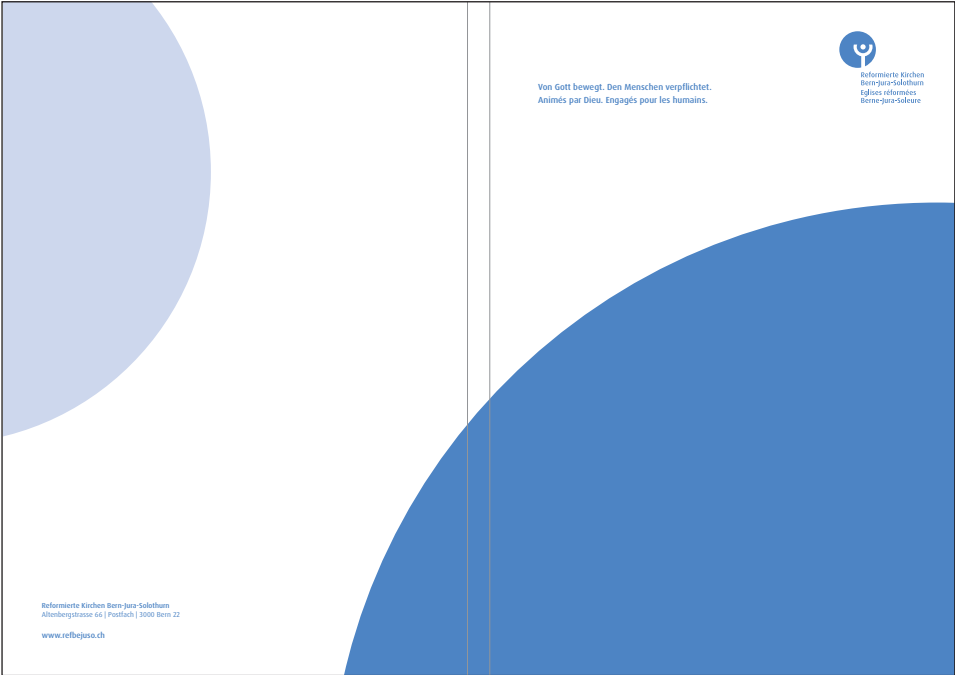 Von Gott bewegt. Den Menschen verpflichtet.
Animés par Dieu. Engagés pour les humains.
Reformierte Kirchen
Bern-Jura-Solothurn
Eglises réformées
Berne-Jura-Soleure
Reformierte Kirchen Bern-Jura-Solothurn
Altenbergstrasse 66 | Postfach | 3000 Bern 22
www.refbejuso.ch